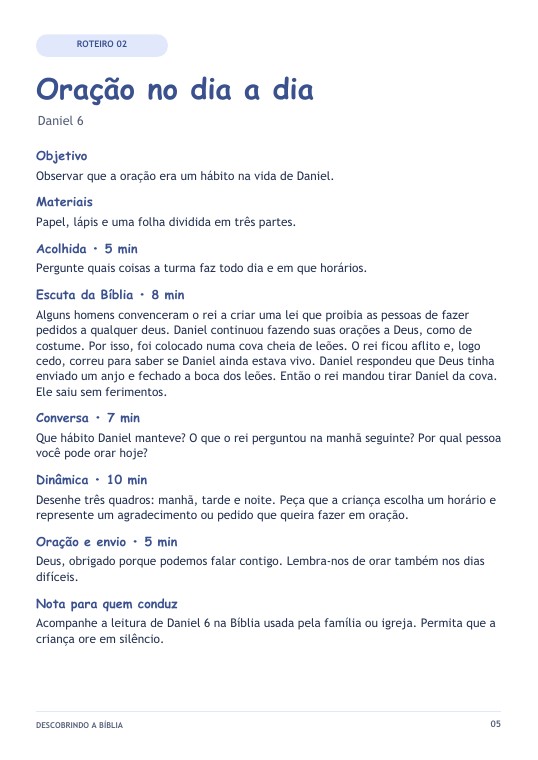 ROTEIRO 02
Oração no dia a dia
Daniel 6
Objetivo
Observar que a oração era um hábito na vida de Daniel.
Materiais
Papel, lápis e uma folha dividida em três partes.
Acolhida • 5 min
Pergunte quais coisas a turma faz todo dia e em que horários.
Escuta da Bíblia • 8 min
Alguns homens convenceram o rei a criar uma lei que proibia as pessoas de fazer
pedidos a qualquer deus. Daniel continuou fazendo suas orações a Deus, como de
costume. Por isso, foi colocado numa cova cheia de leões. O rei ficou aflito e, logo
cedo, correu para saber se Daniel ainda estava vivo. Daniel respondeu que Deus tinha
enviado um anjo e fechado a boca dos leões. Então o rei mandou tirar Daniel da cova.
Ele saiu sem ferimentos.
Conversa • 7 min
Que hábito Daniel manteve? O que o rei perguntou na manhã seguinte? Por qual pessoa
você pode orar hoje?
Dinâmica • 10 min
Desenhe três quadros: manhã, tarde e noite. Peça que a criança escolha um horário e
represente um agradecimento ou pedido que queira fazer em oração.
Oração e envio • 5 min
Deus, obrigado porque podemos falar contigo. Lembra-nos de orar também nos dias
difíceis.
Nota para quem conduz
Acompanhe a leitura de Daniel 6 na Bíblia usada pela família ou igreja. Permita que a
criança ore em silêncio.
DESCOBRINDO A BÍBLIA
05